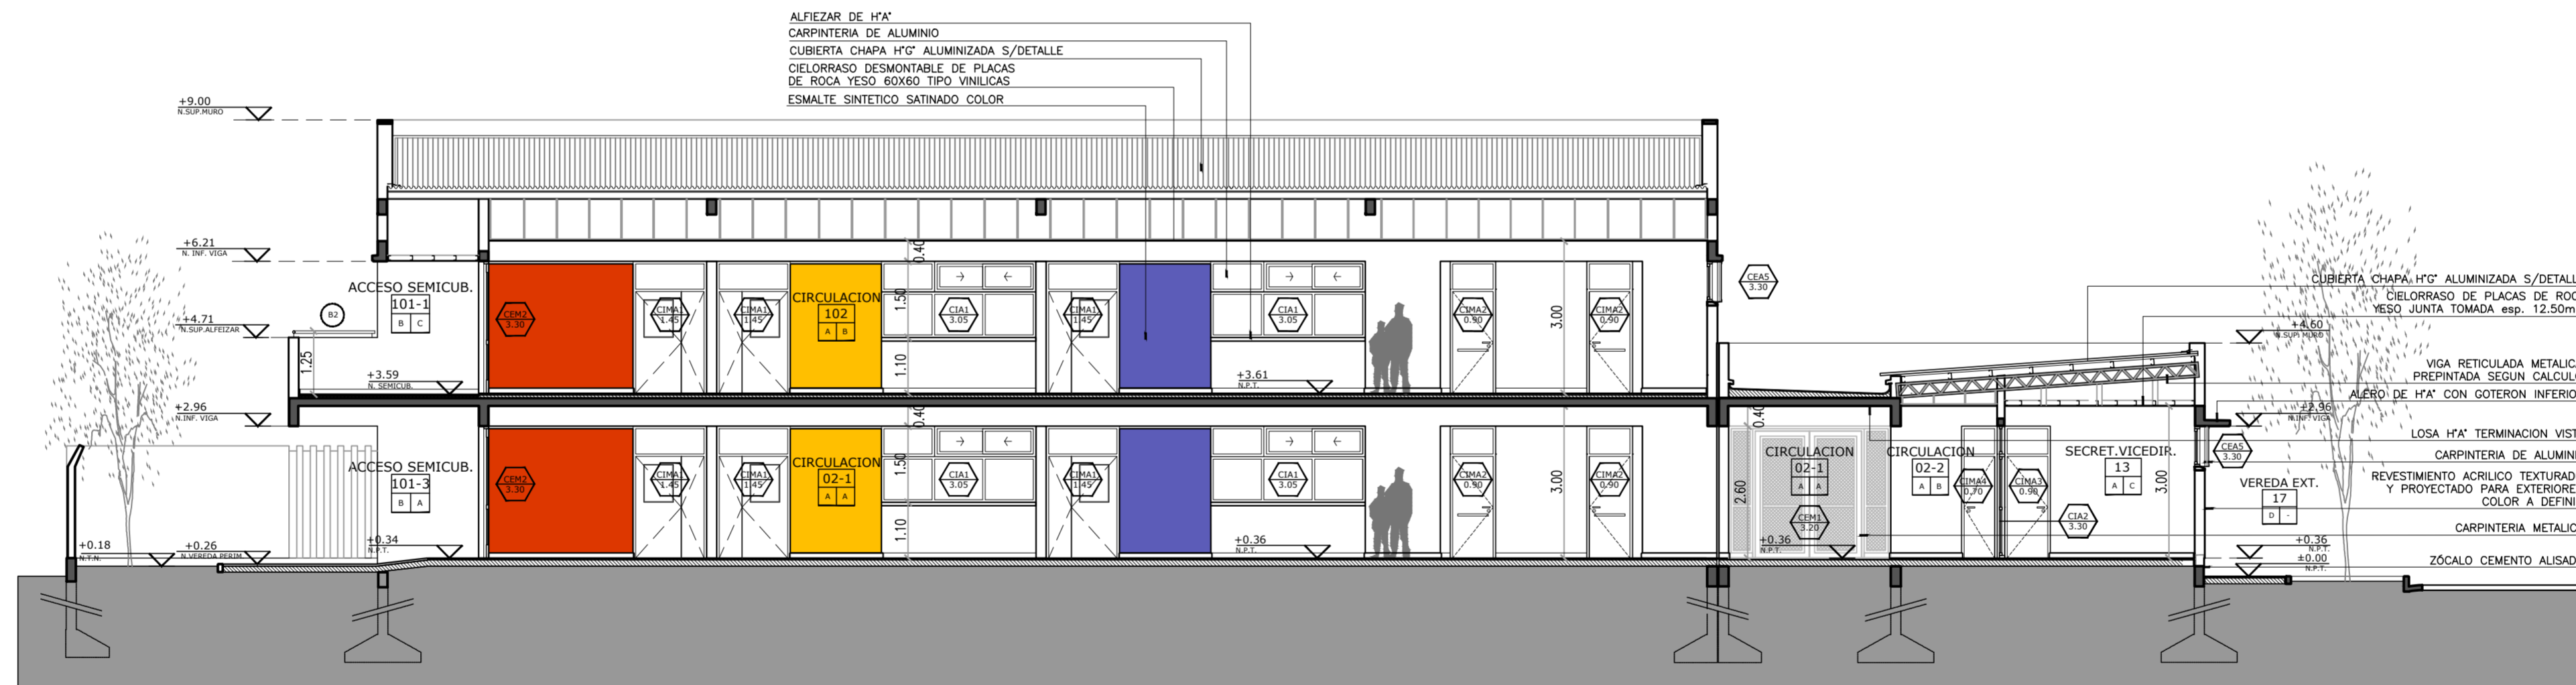 ALFIEZAR DE H°A°
CARPINTERIA DE ALUMINIO
CUBIERTA CHAPA H°G° ALUMINIZADA S/DETALLE
CIELORRASO DESMONTABLE DE PLACAS
DE ROCA YESO 60X60 TIPO VINILICAS
ESMALTE SINTETICO SATINADO COLOR
+9.00
N.SUP.MURO
+6.21
N. INF. VIGA
+4.71
N.SUP.ALFEIZAR
+2.96
N.INF. VIGA
+0.18
N.T.N.
+0.26
N.VEREDA PERIM.
+0.34
N.P.T.
B2
1.25
ACCESO SEMICUB.
101-1
B C
+3.59
N. SEMICUB.
CEM2
3.30
CIMA1
1.45
CIMA1
1.45
CIRCULACION
102
A B
0.40
1.50
1.10
CIA1
3.05
CIMA1
1.45
+3.61
N.P.T.
CIA1
3.05
CIMA2
0.90
3.00
CIMA2
0.90
CEA5
3.30
ACCESO SEMICUB.
101-3
B A
CEM2
3.30
CIMA1
1.45
CIMA1
1.45
CIRCULACION
02-1
A A
0.40
1.50
1.10
CIA1
3.05
CIMA1
1.45
+0.36
N.P.T.
CIA1
3.05
CIMA2
0.90
3.00
CIMA2
0.90
0.40
2.60
CIRCULACION
02-1
A A
CEM1
3.20
+0.36
N.P.T.
CIRCULACION
02-2
A B
CIMA4
0.70
CIMA3
0.90
CIA2
3.30
SECRET.VICEDIR.
13
A C
3.00
CEA5
3.30
VEREDA EXT.
17
D -
+4.60
N.SUP. MURO
+2.96
N.INF. VIGA
+0.36
N.P.T.
±0.00
N.P.T.
CUBIERTA CHAPA H°G° ALUMINIZADA S/DETALL
CIELORRASO DE PLACAS DE ROC
YESO JUNTA TOMADA esp. 12.50m
VIGA RETICULADA METALIC
PREPINTADA SEGUN CALCUL
ALERO DE H°A° CON GOTERON INFERIO
LOSA H°A° TERMINACION VIST
CARPINTERIA DE ALUMINI
REVESTIMIENTO ACRILICO TEXTURAD
Y PROYECTADO PARA EXTERIORE
COLOR A DEFINI
CARPINTERIA METALIC
ZÓCALO CEMENTO ALISAD